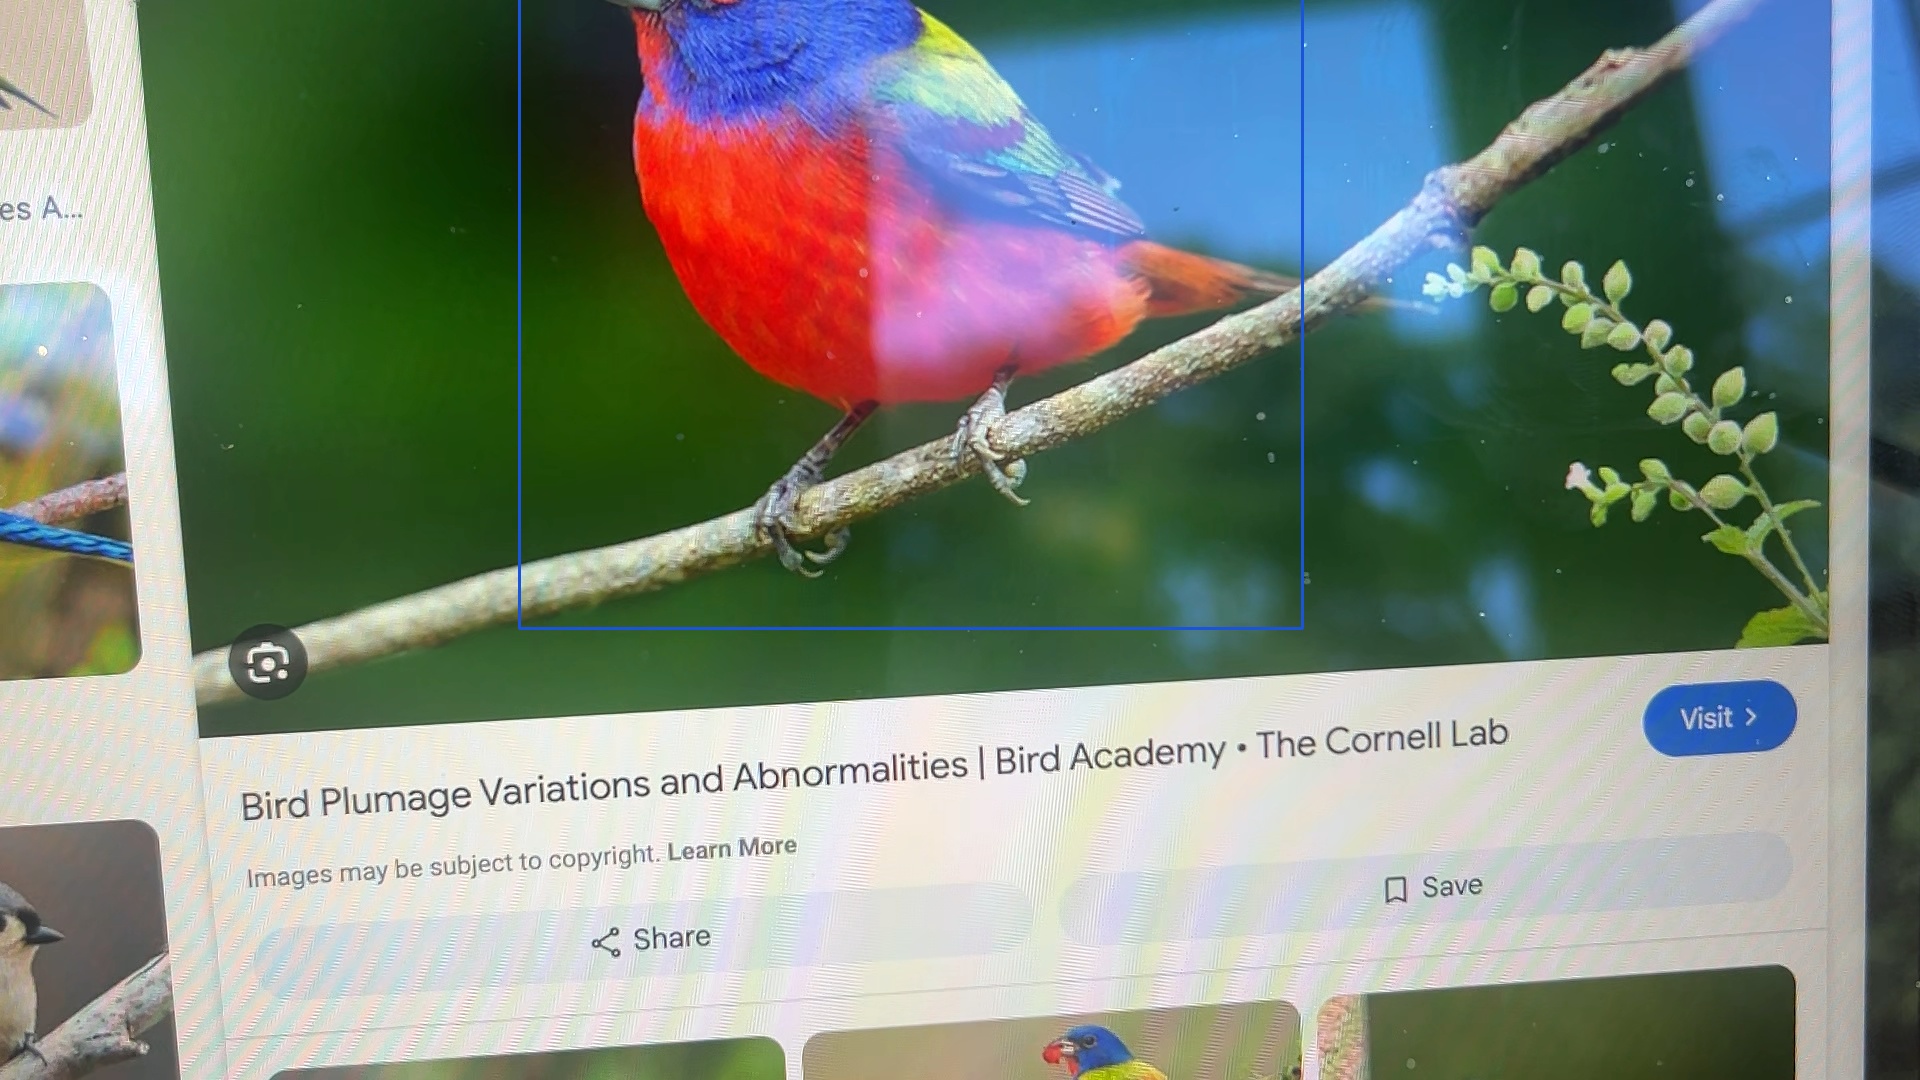 es A...
Visit
Bird Plumage Variations and Abnormalities | Bird Academy • The Cornell Lab
Images may be subject to copyright. Learn More
Share
Save